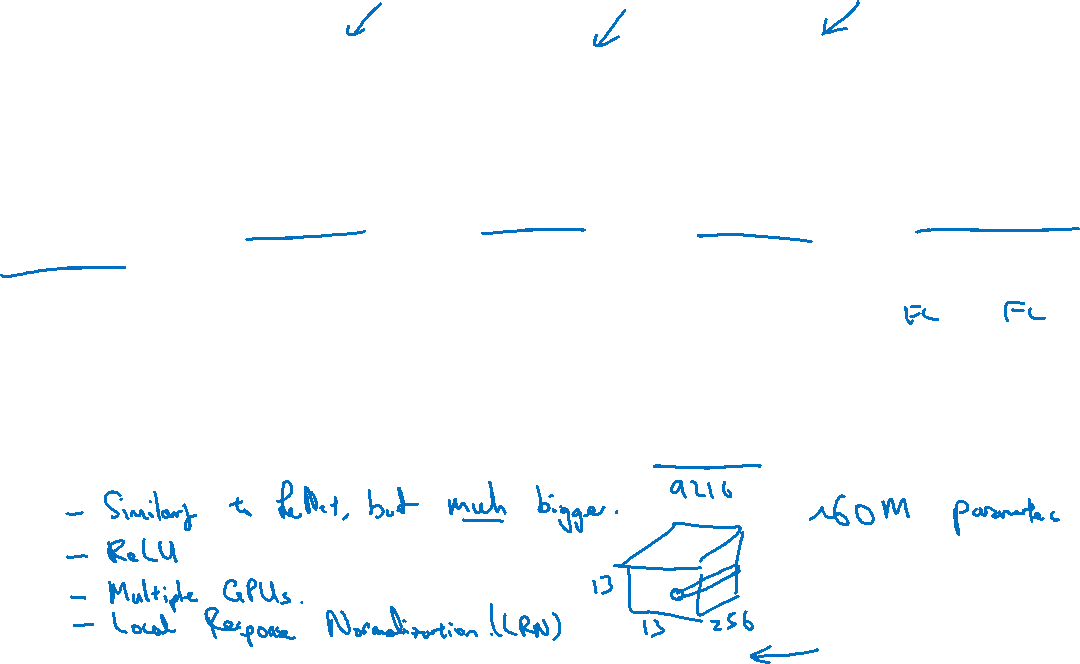 FC FC
9216
- Similarity to LeNet, but much bigger.
~60M parameters
- ReLU
- Multiple GPUs.
13
- Local Response Normalization (LRN)
13 256